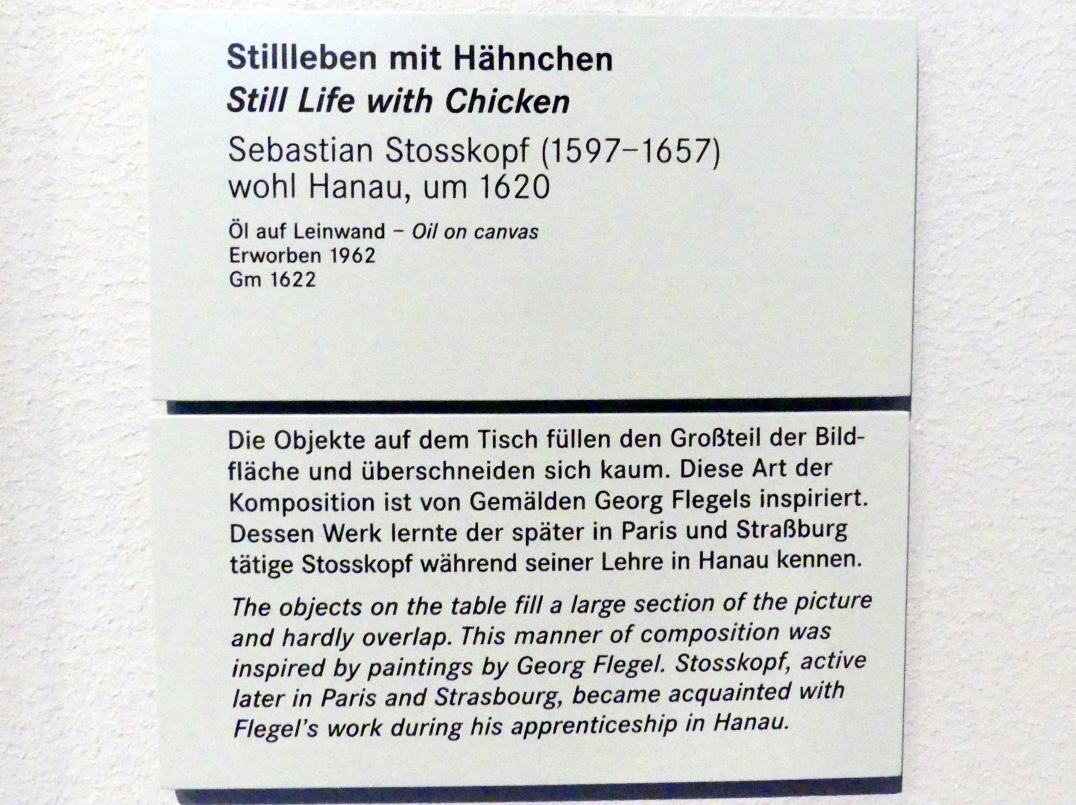 Stillleben mit Hähnchen
Still Life with Chicken
Sebastian Stosskopf (1597–1657)
wohl Hanau, um 1620
Öl auf Leinwand – Oil on canvas
Erworben 1962
Gm 1622
Die Objekte auf dem Tisch füllen den Großteil der Bild-
fläche und überschneiden sich kaum. Diese Art der
Komposition ist von Gemälden Georg Flegels inspiriert.
Dessen Werk lernte der später in Paris und Straßburg
tätige Stosskopf während seiner Lehre in Hanau kennen.
The objects on the table fill a large section of the picture
and hardly overlap. This manner of composition was
inspired by paintings by Georg Flegel. Stosskopf, active
later in Paris and Strasbourg, became acquainted with
Flegel's work during his apprenticeship in Hanau.